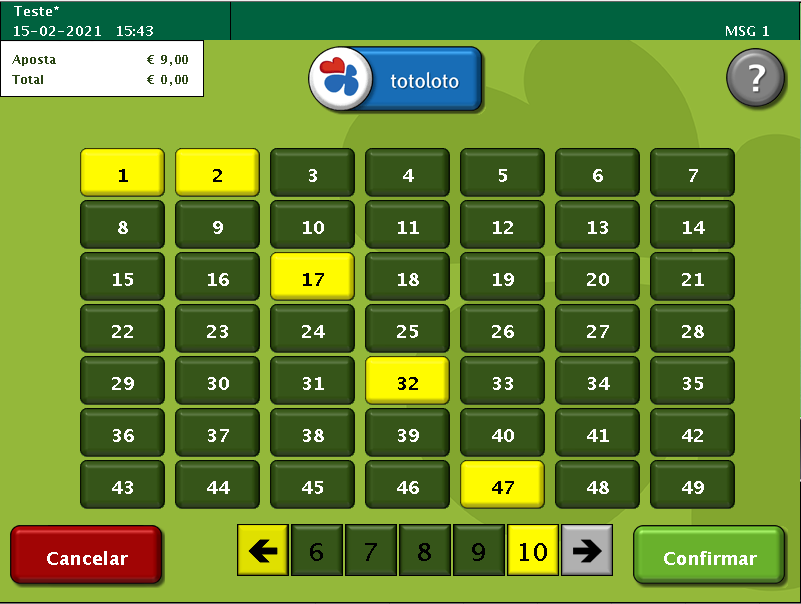 Teste*
15-02-2021 15:43
MSG 1
Aposta € 9,00
Total € 0,00
totoloto
?
1 2 3 4 5 6 7
8 9 10 11 12 13 14
15 16 17 18 19 20 21
22 23 24 25 26 27 28
29 30 31 32 33 34 35
36 37 38 39 40 41 42
43 44 45 46 47 48 49
Cancelar
6 7 8 9 10
Confirmar